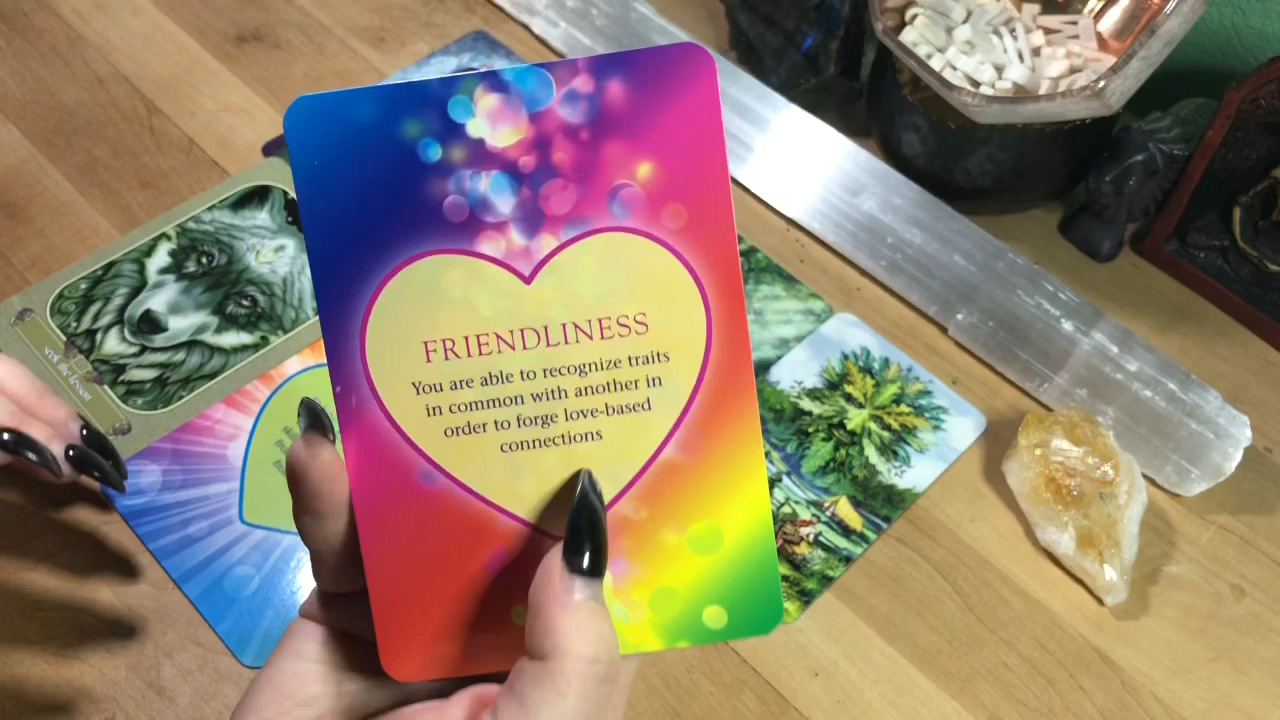 FRIENDLINESS
You are able to recognize traits
in common with another in
order to forge love-based
connections